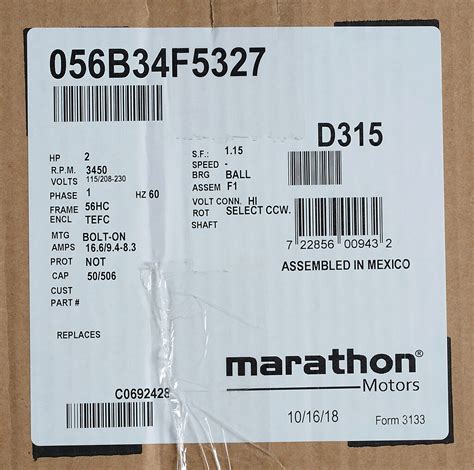 056B34F5327
D315
HP 2
R.P.M. 3450
VOLTS 115/208-230
PHASE 1 HZ 60
FRAME 56HC
ENCL TEFC
MTG BOLT-ON
AMPS 16.6/9.4-8.3
PROT NOT
CAP 50/506
CUST
PART #
S.F.: 1.15
SPEED -
BRG BALL
ASSEM F1
VOLT CONN. HI
ROT SELECT CCW.
SHAFT
7 22856 00943 2
ASSEMBLED IN MEXICO
REPLACES
C0692428
marathon®
Motors
10/16/18 Form 3133